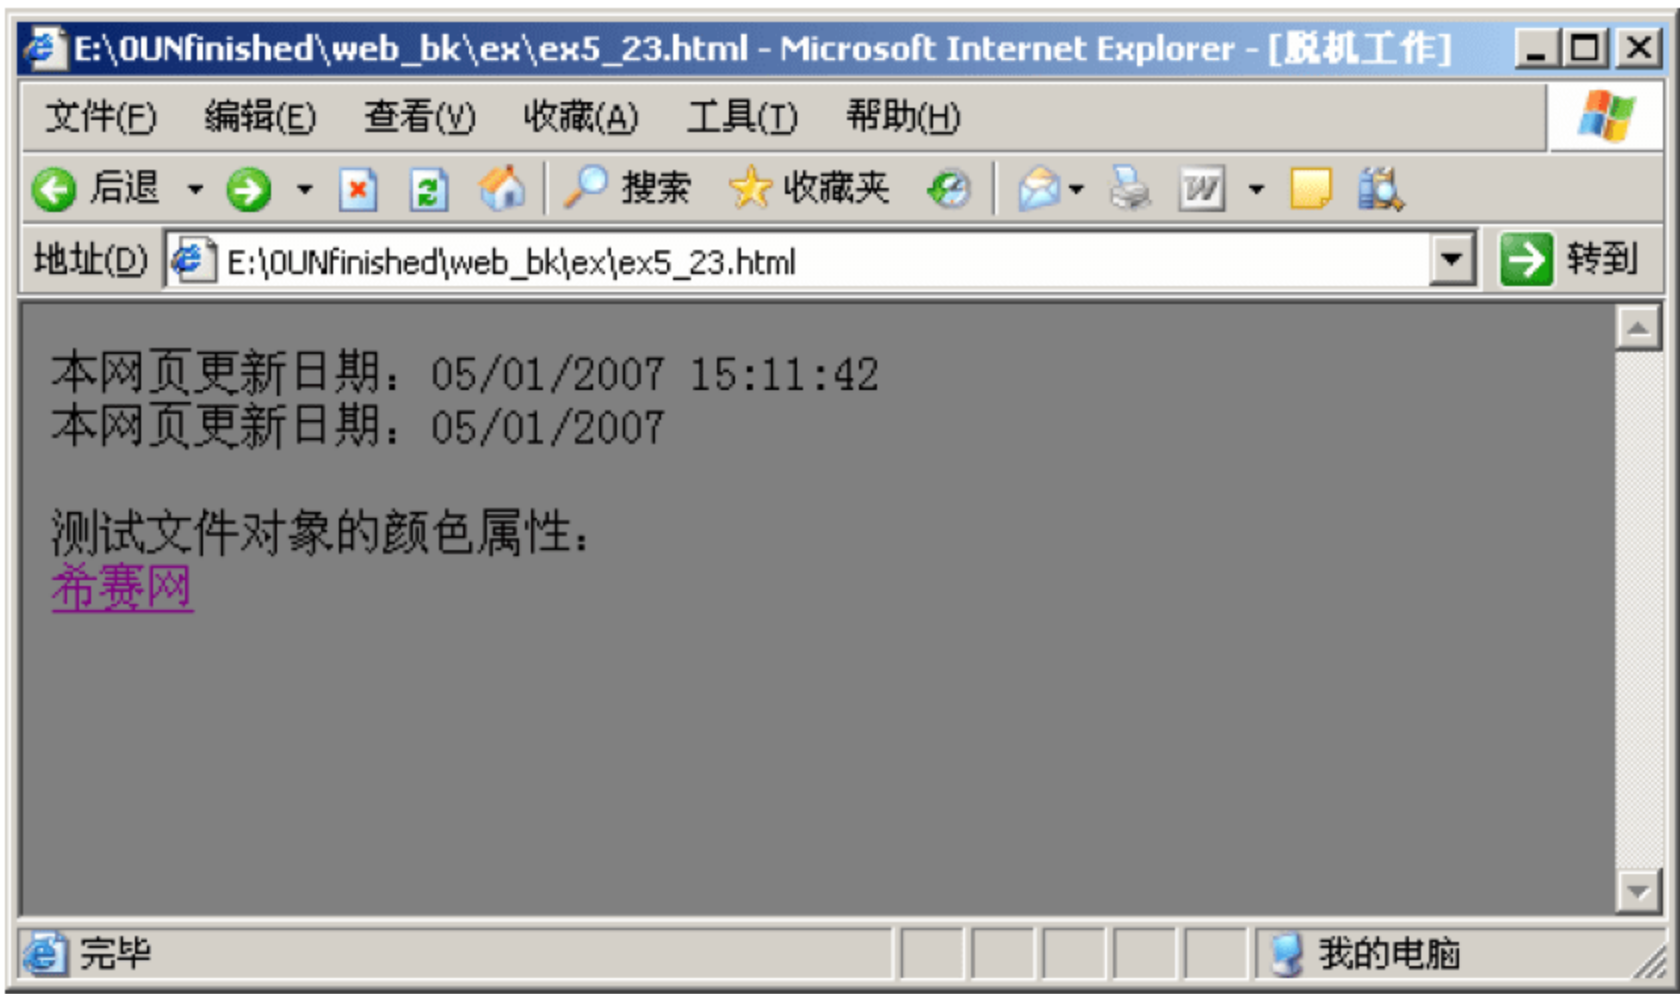 E:\0UNfinished\web_bk\ex\ex5_23.html - Microsoft Internet Explorer - [脱机工作]
文件(F) 编辑(E) 查看(V) 收藏(A) 工具(T) 帮助(H)
后退 搜索 收藏夹
地址(D) E:\0UNfinished\web_bk\ex\ex5_23.html 转到
本网页更新日期：05/01/2007 15:11:42
本网页更新日期：05/01/2007
测试文件对象的颜色属性：
希赛网
完毕 我的电脑